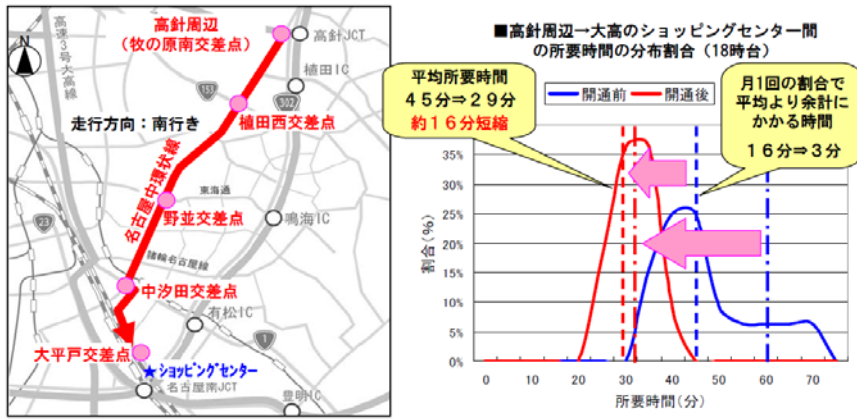 高針周辺
（牧の原南交差点）
高針JCT
高速3号大高線
N
植田IC
153
302
走行方向：南行き
植田西交差点
名古屋中環状線
東海通
野並交差点
鳴海IC
23
諸輪名古屋線
中汐田交差点
有松IC
1
大平戸交差点
★ショッピングセンター
名古屋南JCT
豊明IC
■高針周辺→大高のショッピングセンター間
の所要時間の分布割合（18時台）
平均所要時間
４５分⇒２９分
約１６分短縮
開通前
開通後
月1回の割合で
平均より余計に
かかる時間
１６分⇒３分
割合(%)
35%
30%
25%
20%
15%
10%
5%
0%
0 10 20 30 40 50 60 70
所要時間(分)